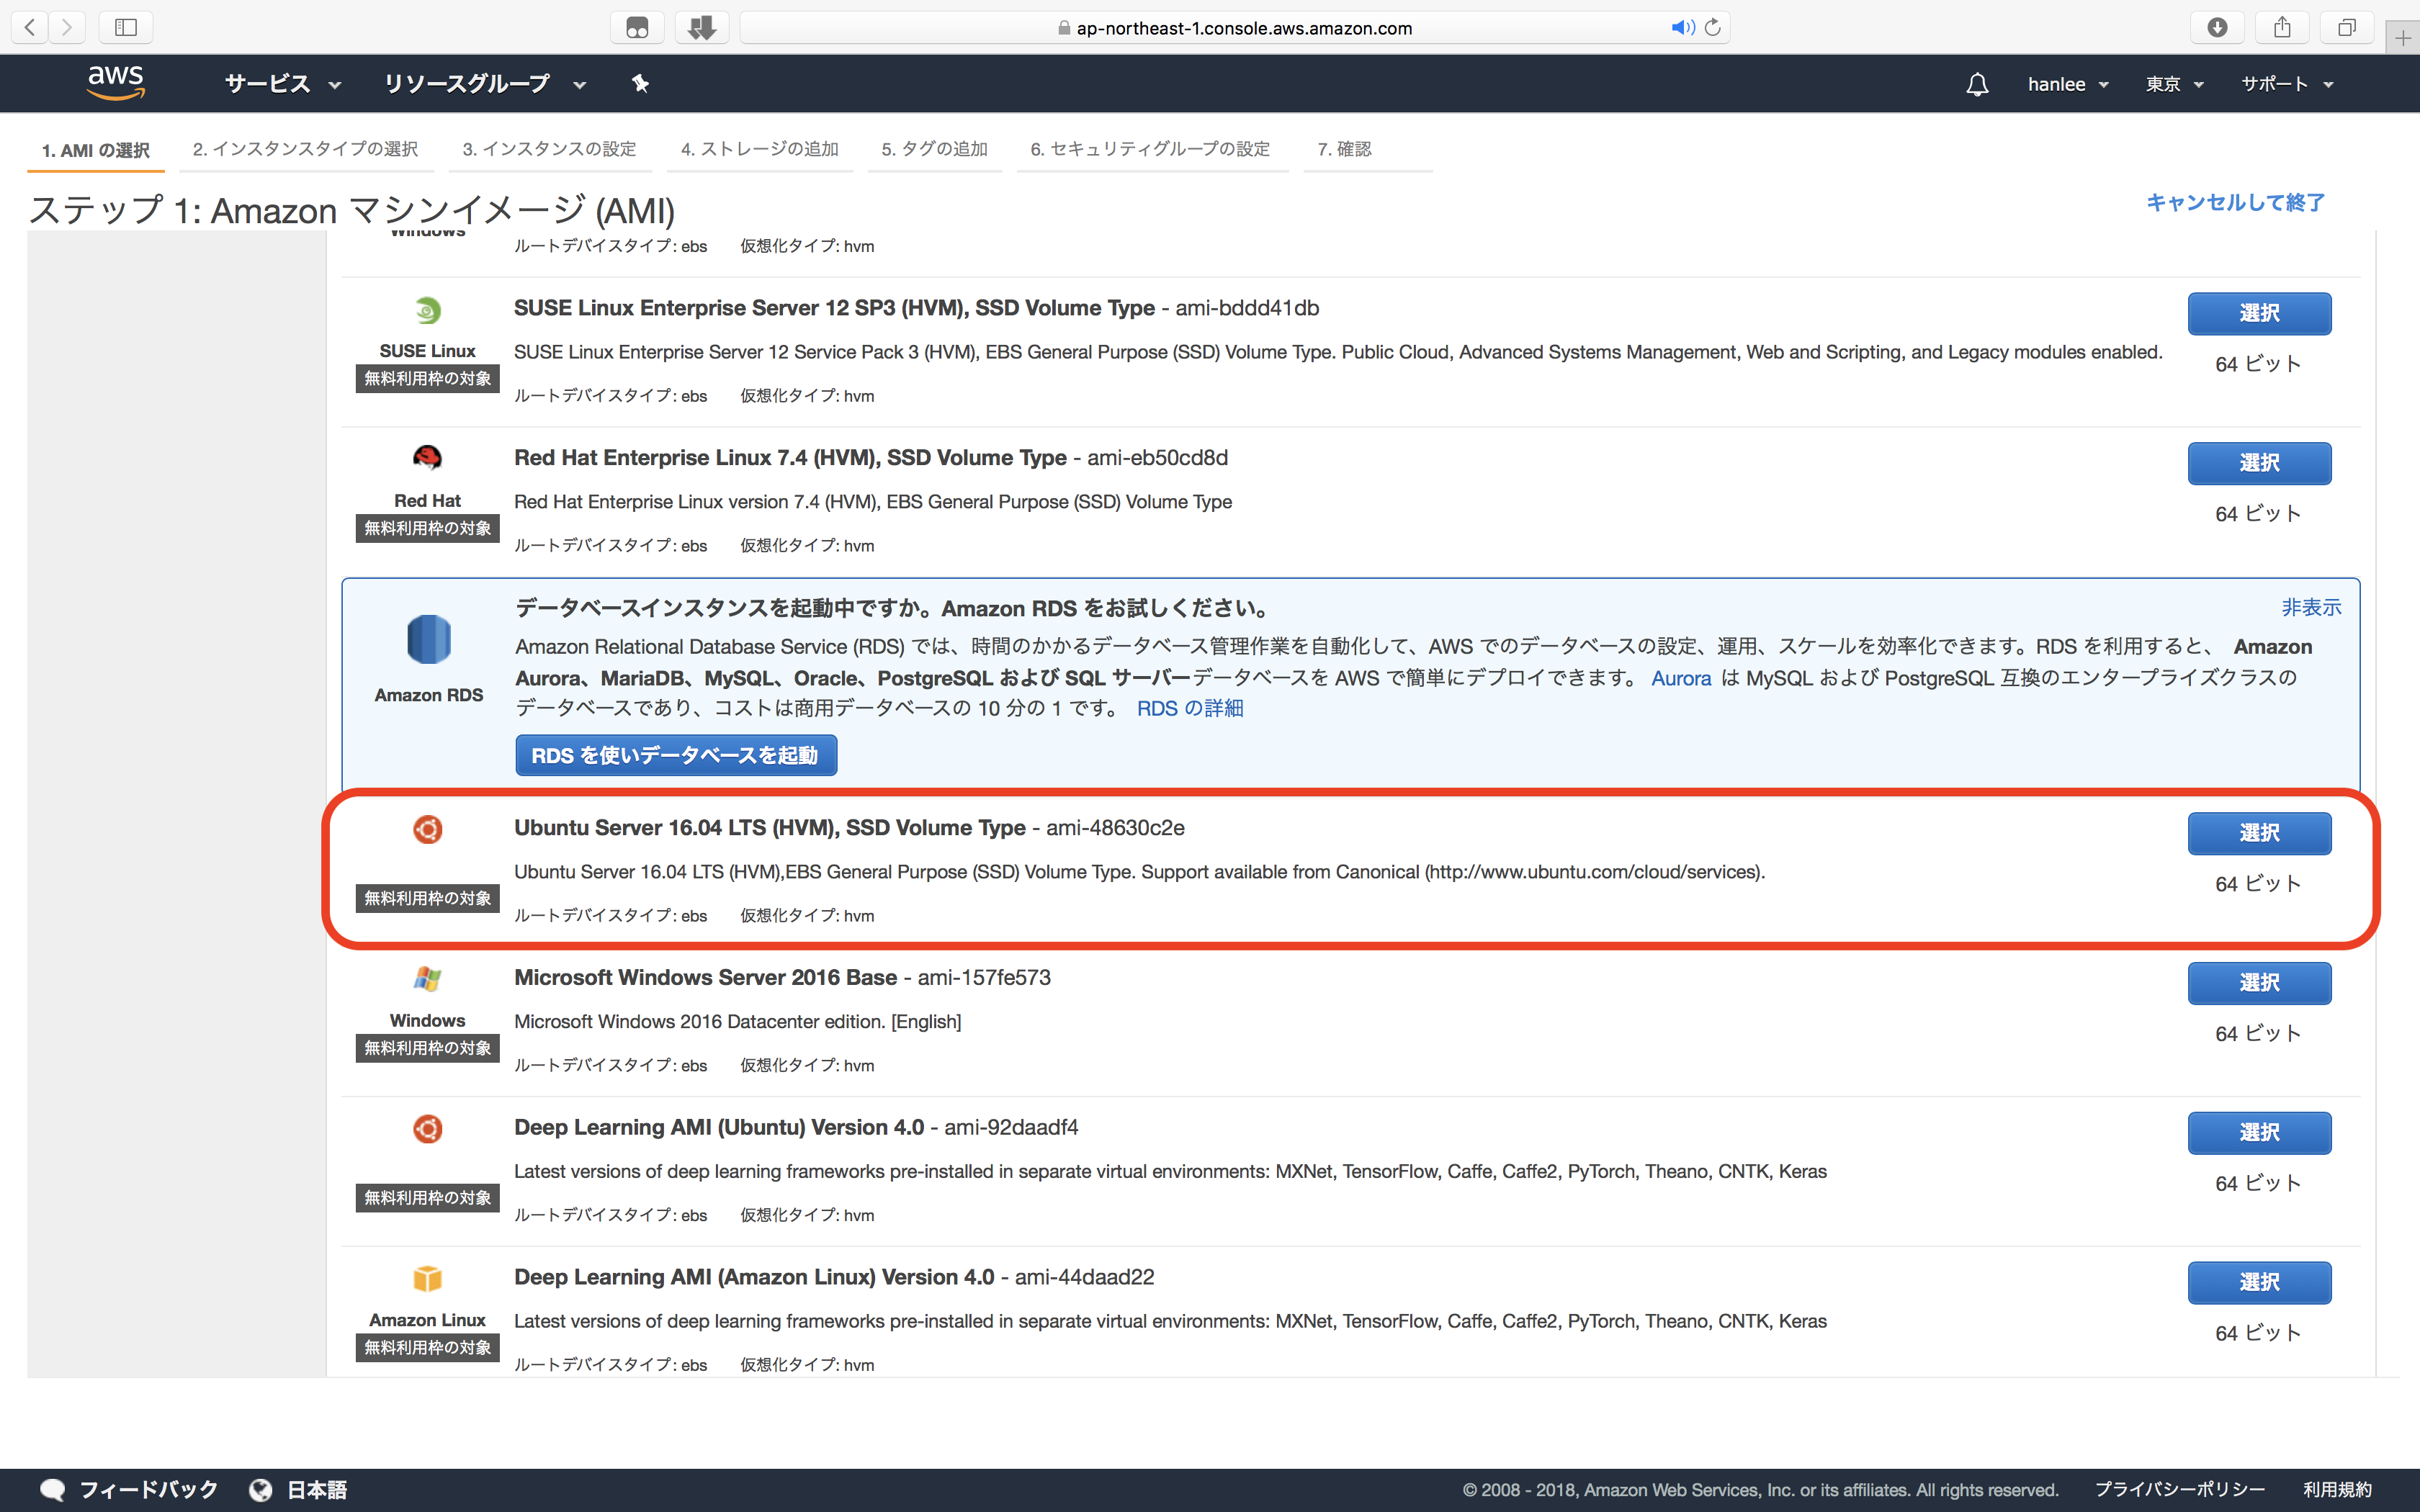 ap-northeast-1.console.aws.amazon.com
aws サービス リソースグループ hanlee 東京 サポート
1. AMI の選択 2. インスタンスタイプの選択 3. インスタンスの設定 4. ストレージの追加 5. タグの追加 6. セキュリティグループの設定 7. 確認
ステップ 1: Amazon マシンイメージ (AMI) キャンセルして終了
Windows
ルートデバイスタイプ: ebs 仮想化タイプ: hvm
SUSE Linux Enterprise Server 12 SP3 (HVM), SSD Volume Type - ami-bddd41db 選択
SUSE Linux SUSE Linux Enterprise Server 12 Service Pack 3 (HVM), EBS General Purpose (SSD) Volume Type. Public Cloud, Advanced Systems Management, Web and Scripting, and Legacy modules enabled. 64 ビット
無料利用枠の対象
ルートデバイスタイプ: ebs 仮想化タイプ: hvm
Red Hat Enterprise Linux 7.4 (HVM), SSD Volume Type - ami-eb50cd8d 選択
Red Hat Red Hat Enterprise Linux version 7.4 (HVM), EBS General Purpose (SSD) Volume Type 64 ビット
無料利用枠の対象
ルートデバイスタイプ: ebs 仮想化タイプ: hvm
データベースインスタンスを起動中ですか。Amazon RDS をお試しください。 非表示
Amazon Relational Database Service (RDS) では、時間のかかるデータベース管理作業を自動化して、AWS でのデータベースの設定、運用、スケールを効率化できます。RDS を利用すると、 Amazon
Aurora、MariaDB、MySQL、Oracle、PostgreSQL および SQL サーバーデータベースを AWS で簡単にデプロイできます。 Aurora は MySQL および PostgreSQL 互換のエンタープライズクラスの
Amazon RDS データベースであり、コストは商用データベースの 10 分の 1 です。 RDS の詳細
RDS を使いデータベースを起動
Ubuntu Server 16.04 LTS (HVM), SSD Volume Type - ami-48630c2e 選択
Ubuntu Server 16.04 LTS (HVM),EBS General Purpose (SSD) Volume Type. Support available from Canonical (http://www.ubuntu.com/cloud/services). 64 ビット
無料利用枠の対象
ルートデバイスタイプ: ebs 仮想化タイプ: hvm
Microsoft Windows Server 2016 Base - ami-157fe573 選択
Windows Microsoft Windows 2016 Datacenter edition. [English] 64 ビット
無料利用枠の対象
ルートデバイスタイプ: ebs 仮想化タイプ: hvm
Deep Learning AMI (Ubuntu) Version 4.0 - ami-92daadf4 選択
Latest versions of deep learning frameworks pre-installed in separate virtual environments: MXNet, TensorFlow, Caffe, Caffe2, PyTorch, Theano, CNTK, Keras 64 ビット
無料利用枠の対象
ルートデバイスタイプ: ebs 仮想化タイプ: hvm
Deep Learning AMI (Amazon Linux) Version 4.0 - ami-44daad22 選択
Amazon Linux Latest versions of deep learning frameworks pre-installed in separate virtual environments: MXNet, TensorFlow, Caffe, Caffe2, PyTorch, Theano, CNTK, Keras 64 ビット
無料利用枠の対象
ルートデバイスタイプ: ebs 仮想化タイプ: hvm
フィードバック 日本語 © 2008 - 2018, Amazon Web Services, Inc. or its affiliates. All rights reserved. プライバシーポリシー 利用規約